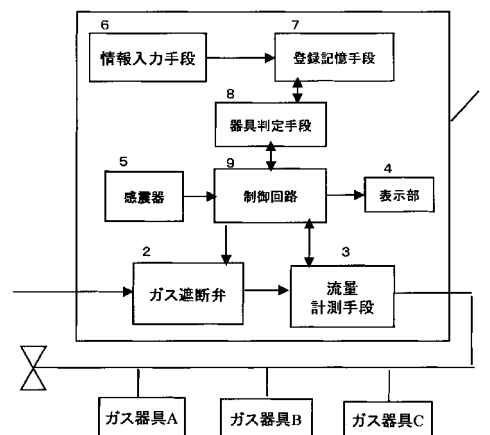 6
情報入力手段
7
登録記憶手段
8
器具判定手段
5
感震器
9
制御回路
4
表示部
2
ガス遮断弁
3
流量
計測手段
ガス器具A
ガス器具B
ガス器具C